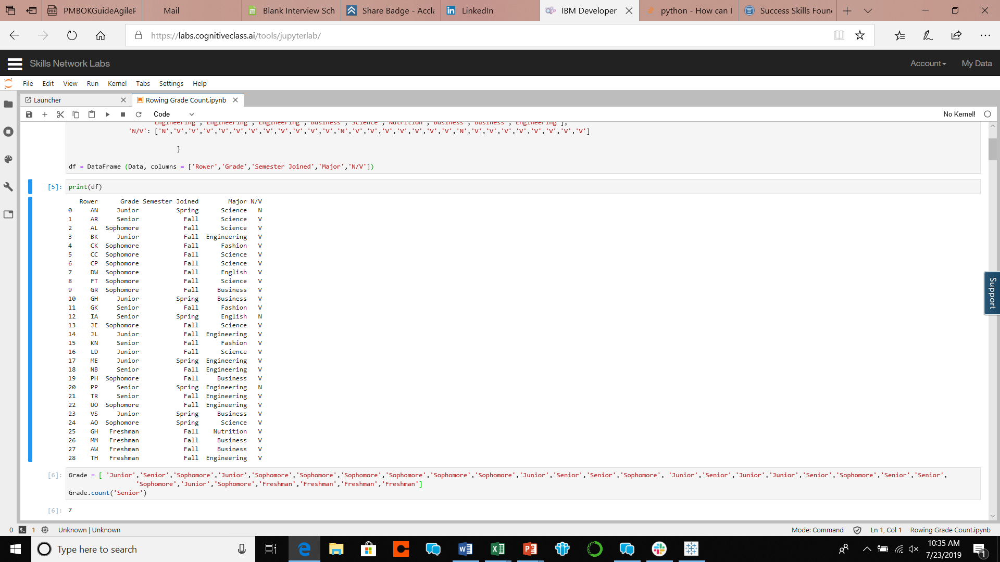 PMBOKGuideAgileF Mail Blank Interview Sch Share Badge - Accla LinkedIn IBM Developer python - How can I Success Skills Foun
https://labs.cognitiveclass.ai/tools/jupyterlab/
Skills Network Labs Account My Data
File Edit View Run Kernel Tabs Settings Help
Launcher Rowing Grade Count.ipynb
Code No Kernel!
Engineering', 'Engineering', 'Engineering', 'Business', 'Science', 'Nutrition', 'Business', 'Business', 'Engineering'],
'N/V': ['N','V','V','V','V','V','V','V','V','V','V','V','N','V','V','V','V','V','V','V','N','V','V','V','V','V','V','V','V']
}
df = DataFrame (Data, columns = ['Rower','Grade','Semester Joined','Major','N/V'])
[5]: print(df)
Rower Grade Semester Joined Major N/V
0 AN Junior Spring Science N
1 AR Senior Fall Science V
2 AL Sophomore Fall Science V
3 BK Junior Fall Engineering V
4 CK Sophomore Fall Fashion V
5 CC Sophomore Fall Science V
6 CP Sophomore Fall Science V
7 DW Sophomore Fall English V
8 FT Sophomore Fall Science V
9 GR Sophomore Fall Business V
10 GH Junior Spring Business V
11 GK Senior Fall Fashion V
12 IA Senior Spring English N
13 JE Sophomore Fall Science V
14 JL Junior Fall Engineering V
15 KN Senior Fall Fashion V
16 LD Junior Fall Science V
17 ME Junior Spring Engineering V
18 NB Senior Fall Engineering V
19 PH Sophomore Fall Business V
20 PP Senior Spring Engineering N
21 TR Senior Fall Engineering V
22 UO Sophomore Fall Engineering V
23 VS Junior Spring Business V
24 AO Sophomore Spring Science V
25 GH Freshman Fall Nutrition V
26 MM Freshman Fall Business V
27 AW Freshman Fall Business V
28 TH Freshman Fall Engineering V
[6]: Grade = [ 'Junior','Senior','Sophomore','Junior','Sophomore','Sophomore','Sophomore','Sophomore','Sophomore','Sophomore','Junior','Senior','Senior','Sophomore', 'Junior','Senior','Junior','Junior','Senior','Sophomore','Senior','Senior',
'Sophomore','Junior','Sophomore','Freshman','Freshman','Freshman','Freshman']
Grade.count('Senior')
[6]: 7
Support
0 1 Unknown | Unknown Mode: Command Ln 1, Col 1 Rowing Grade Count.ipynb
Type here to search
10:35 AM
7/23/2019
1